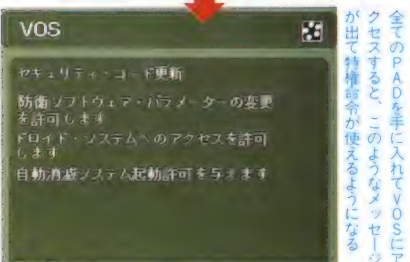 VOS
セキュリティ・コード更新
防衛ソフトウェア・パラメーターの変更
を許可します
ドロイド・システムへのアクセスを許可
します
自動消滅システム起動許可を与えます
全てのPADを手に入れてVOSにア
クセスすると、このようなメッセージ
が出て特権命令が使えるようになる